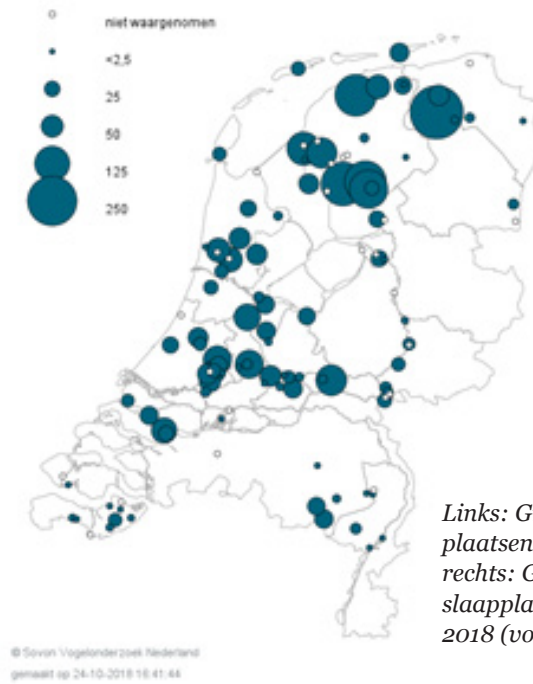 niet waargenomen
<2,5
25
50
125
250
Links: G
plaatsen
rechts: G
slaappla
2018 (vo
© Sovon Vogelonderzoek Nederland
gemaakt op 24-10-2018 16:41:44